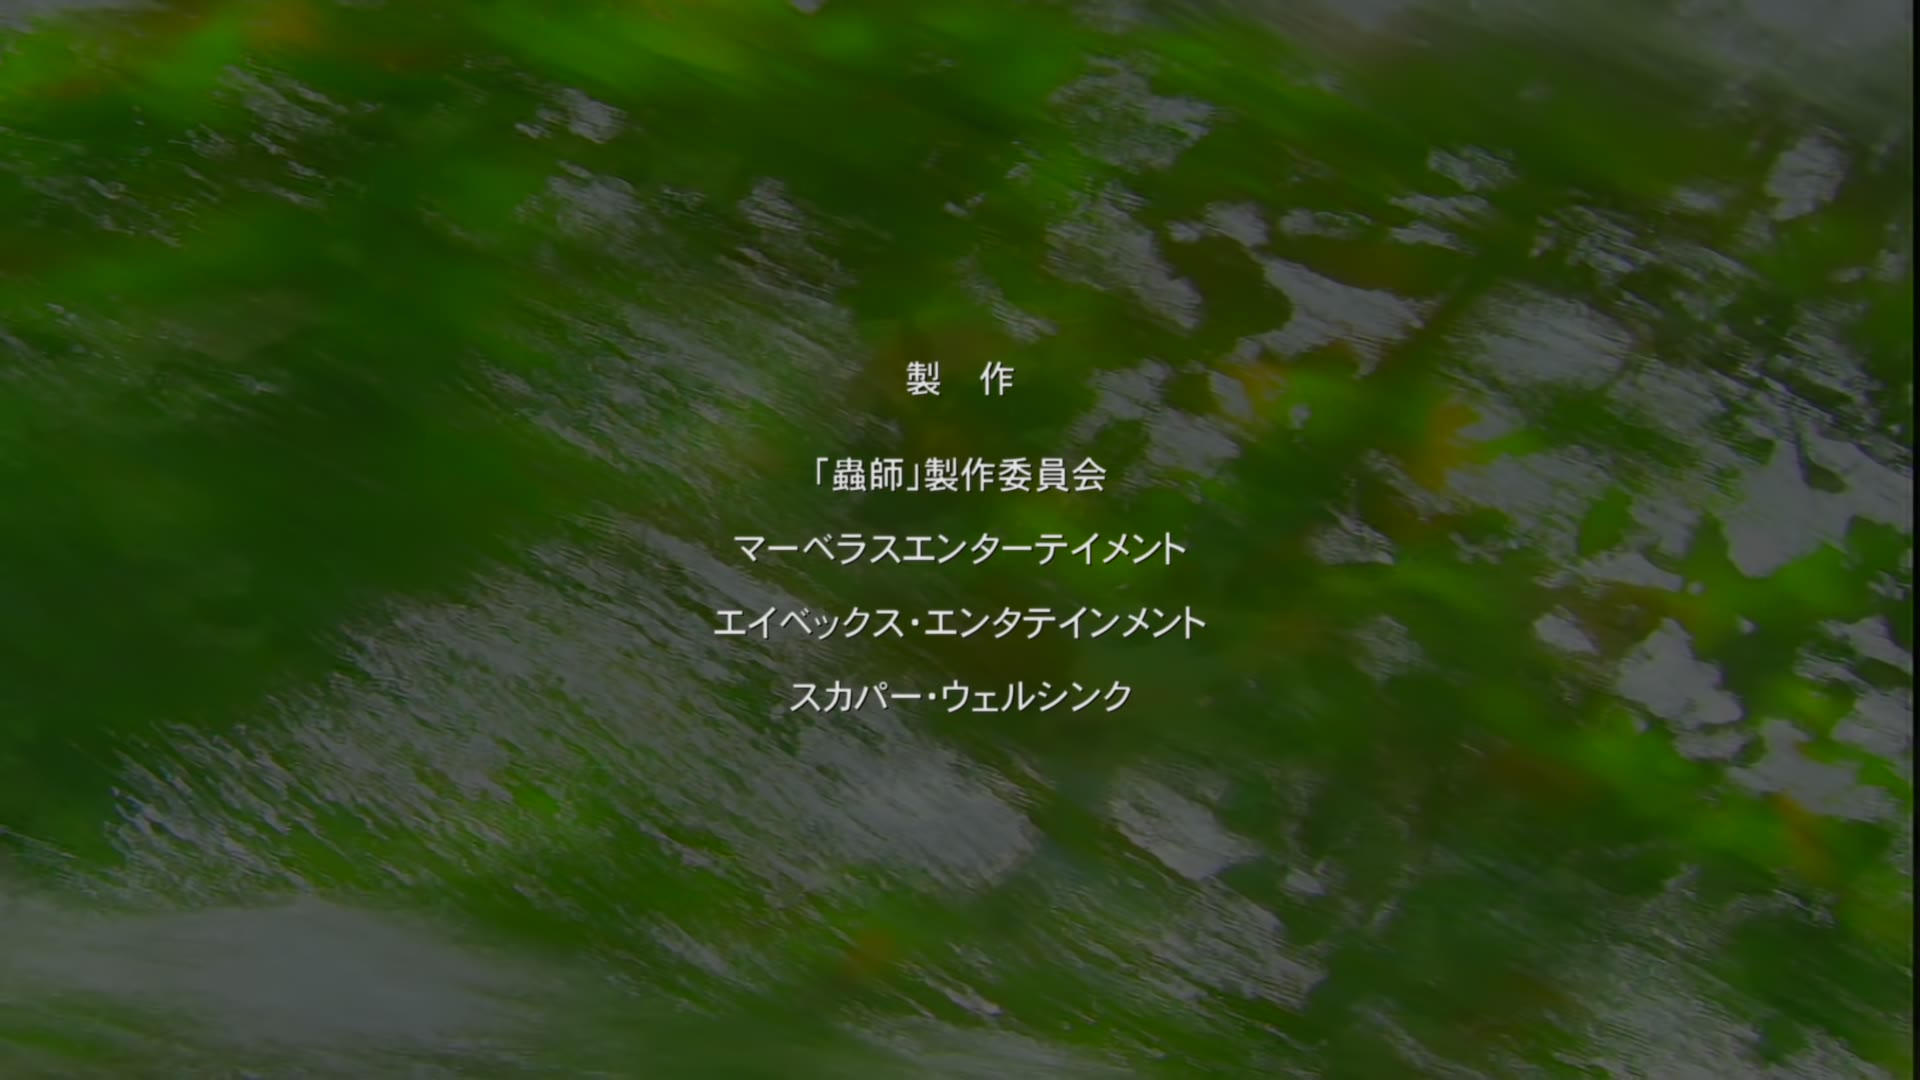 製　作
「蟲師」製作委員会
マーベラスエンターテイメント
エイベックス・エンタテインメント
スカパー・ウェルシンク